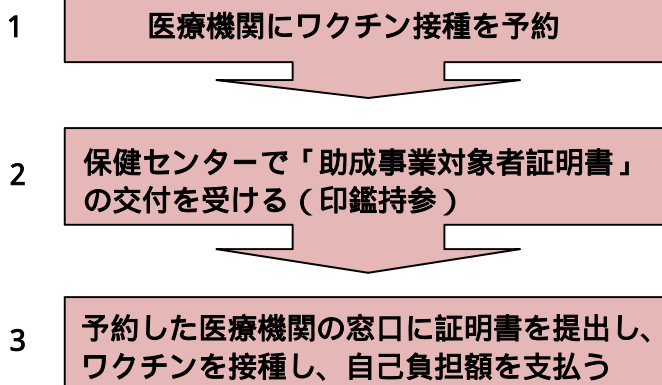 1 医療機関にワクチン接種を予約
2 保健センターで「助成事業対象者証明書」
の交付を受ける（印鑑持参）
3 予約した医療機関の窓口に証明書を提出し、
ワクチンを接種し、自己負担額を支払う